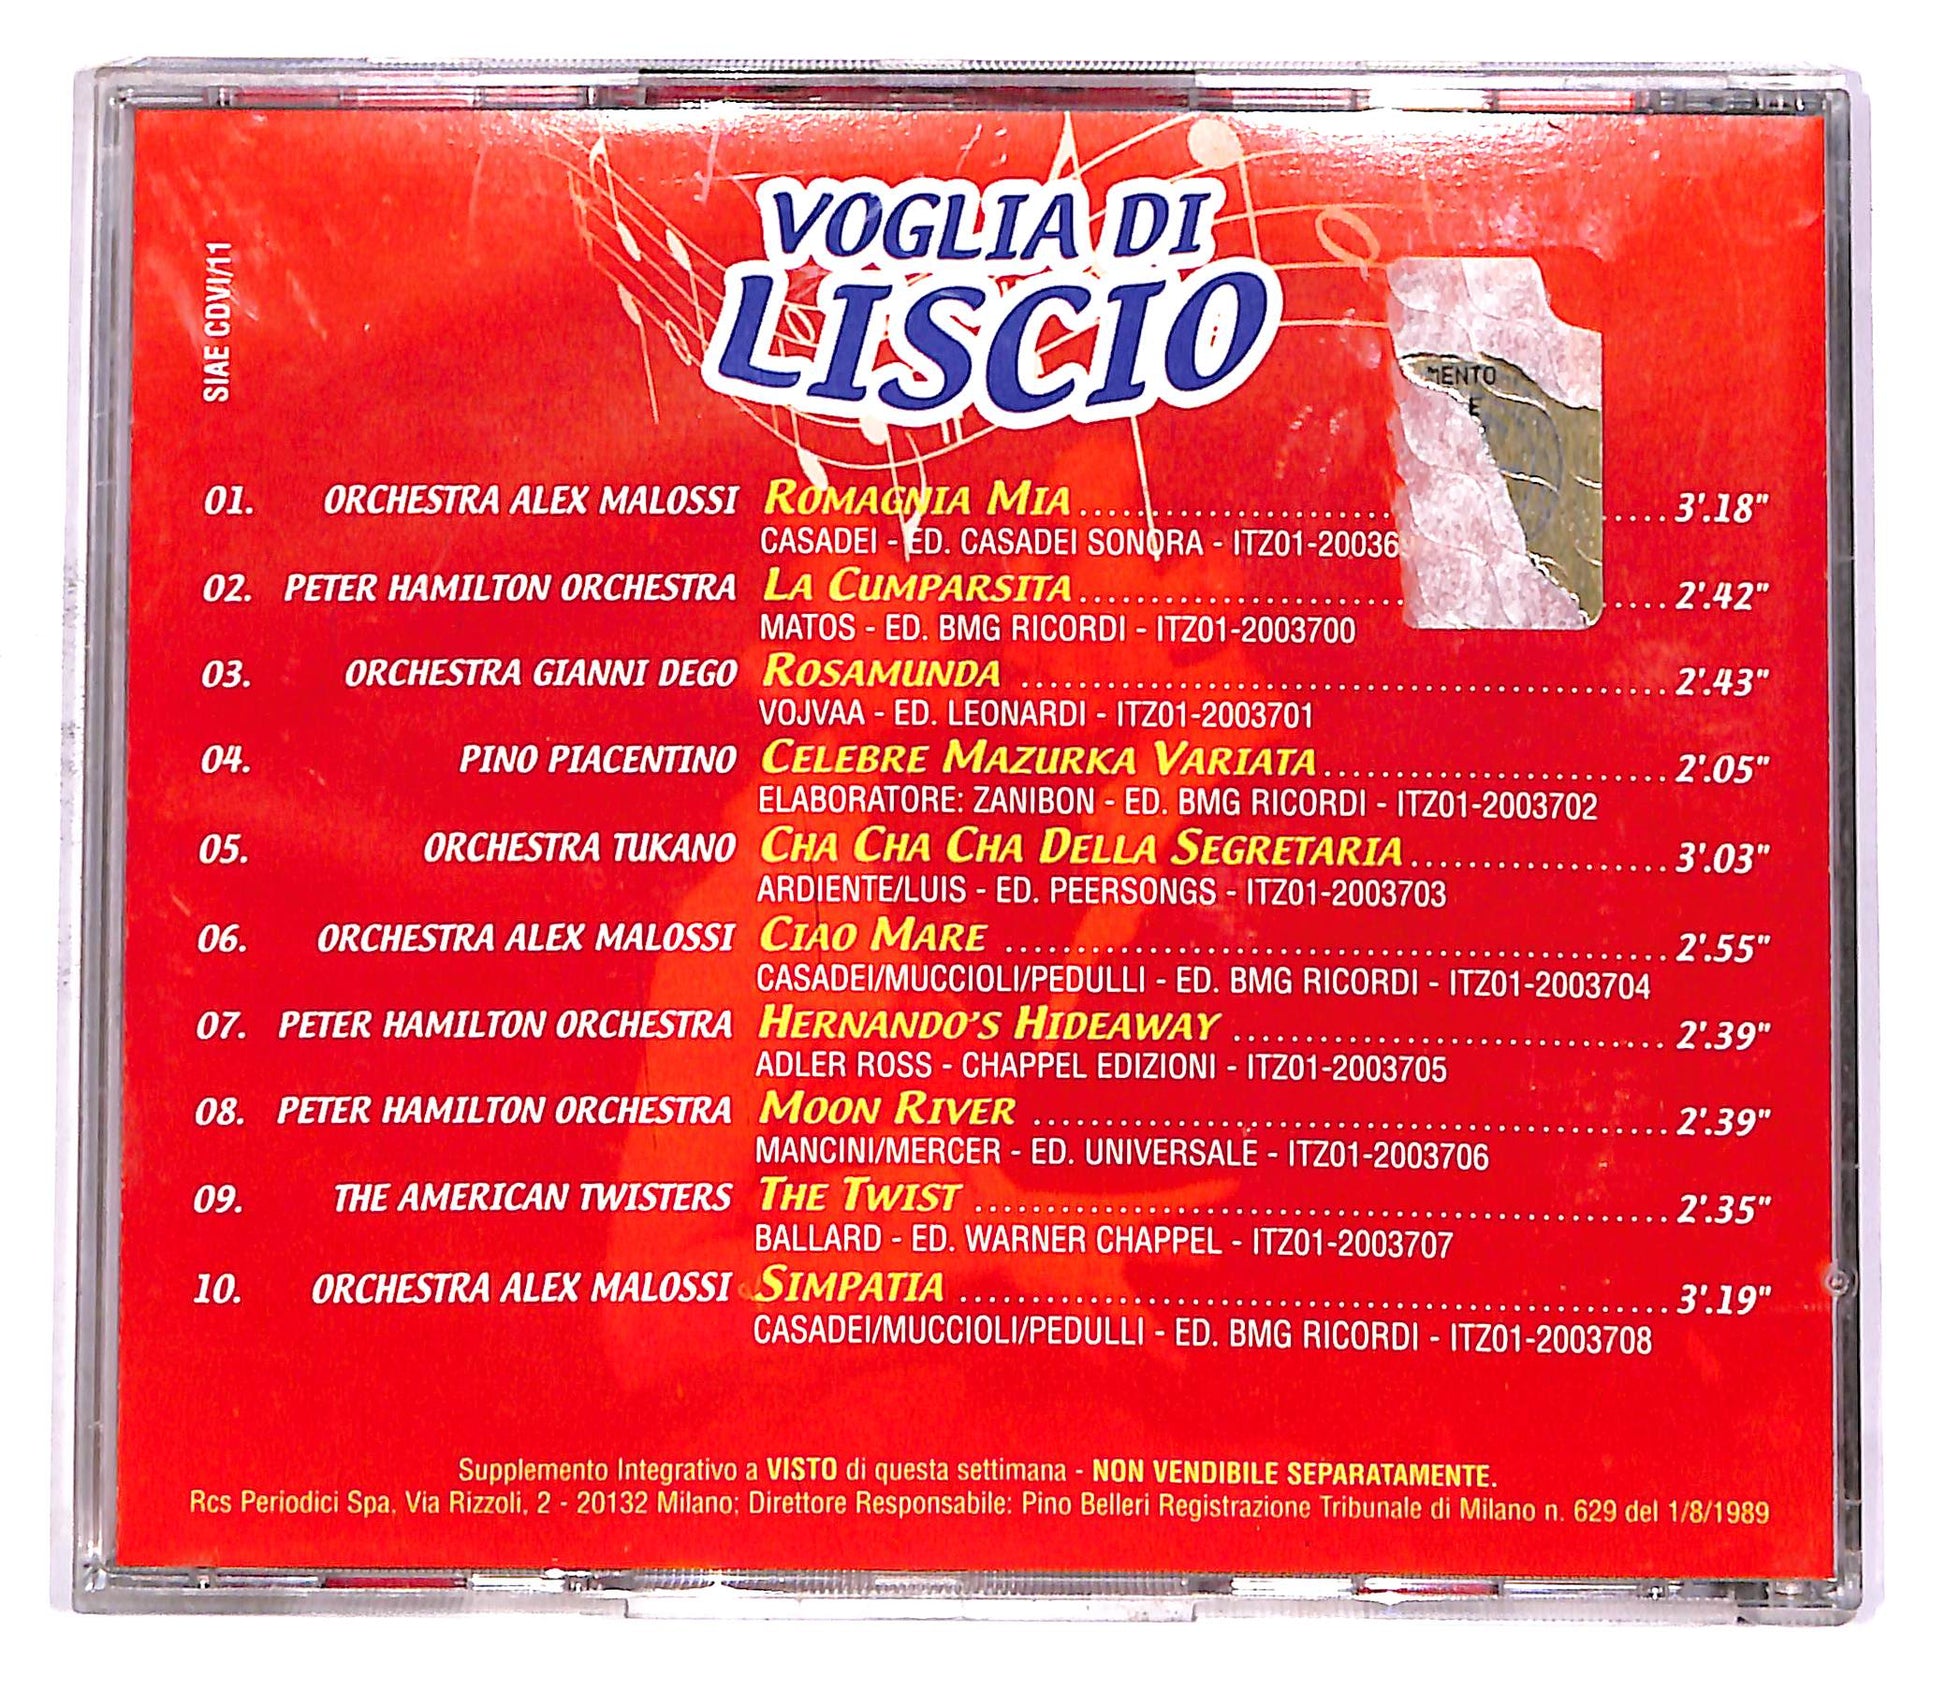 SIAE CDVI/11
VOGLIA DI
LISCIO
MENTO
E
01. ORCHESTRA ALEX MALOSSI ROMAGNIA MIA 3'.18"
CASADEI - ED. CASADEI SONORA - ITZ01-20036
02. PETER HAMILTON ORCHESTRA LA CUMPARSITA 2'.42"
MATOS - ED. BMG RICORDI - ITZ01-2003700
03. ORCHESTRA GIANNI DEGO ROSAMUNDA 2'.43"
VOJVAA - ED. LEONARDI - ITZ01-2003701
04. PINO PIACENTINO CELEBRE MAZURKA VARIATA 2'.05"
ELABORATORE: ZANIBON - ED. BMG RICORDI - ITZ01-2003702
05. ORCHESTRA TUKANO CHA CHA CHA DELLA SEGRETARIA 3'.03"
ARDIENTE/LUIS - ED. PEERSONGS - ITZ01-2003703
06. ORCHESTRA ALEX MALOSSI CIAO MARE 2'.55"
CASADEI/MUCCIOLI/PEDULLI - ED. BMG RICORDI - ITZ01-2003704
07. PETER HAMILTON ORCHESTRA HERNANDO'S HIDEAWAY 2'.39"
ADLER ROSS - CHAPPEL EDIZIONI - ITZ01-2003705
08. PETER HAMILTON ORCHESTRA MOON RIVER 2'.39"
MANCINI/MERCER - ED. UNIVERSALE - ITZ01-2003706
09. THE AMERICAN TWISTERS THE TWIST 2'.35"
BALLARD - ED. WARNER CHAPPEL - ITZ01-2003707
10. ORCHESTRA ALEX MALOSSI SIMPATIA 3'.19"
CASADEI/MUCCIOLI/PEDULLI - ED. BMG RICORDI - ITZ01-2003708
Supplemento Integrativo a VISTO di questa settimana - NON VENDIBILE SEPARATAMENTE.
Rcs Periodici Spa, Via Rizzoli, 2 - 20132 Milano; Direttore Responsabile: Pino Belleri Registrazione Tribunale di Milano n. 629 del 1/8/1989